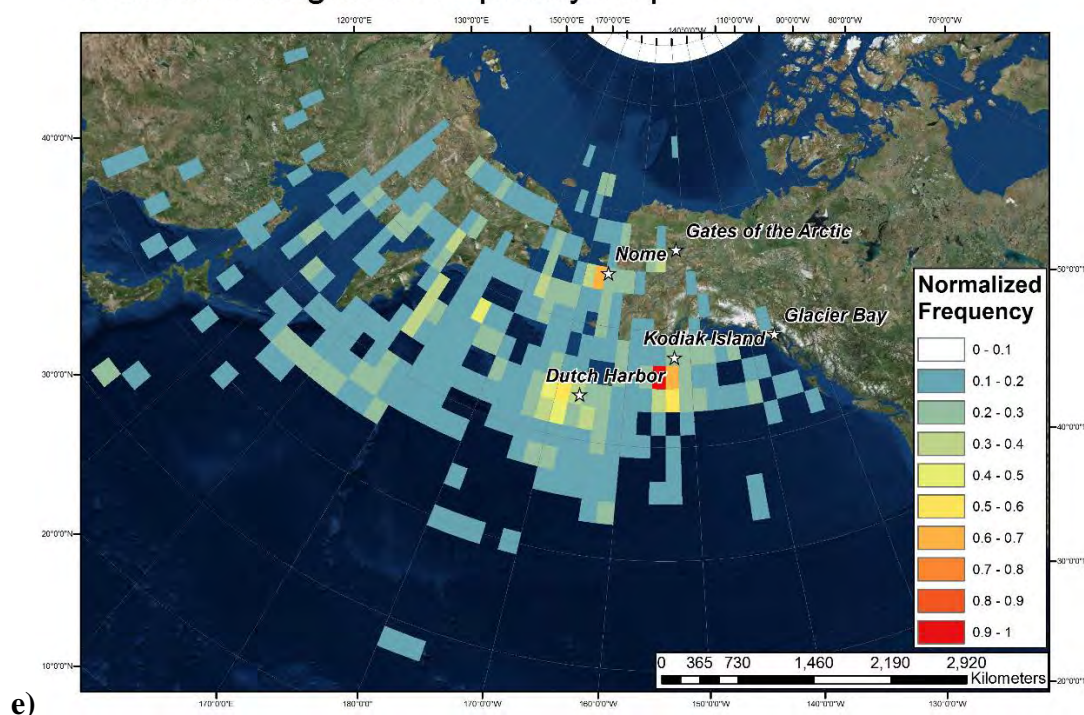 120°0'0"E 130°0'0"E 150°0'0"E 170°0'0"W 140°0'0"W 110°0'0"W 90°0'0"W 80°0'0"W 70°0'0"W
40°0'0"N
30°0'0"N
20°0'0"N
10°0'0"N
Gates of the Arctic
Nome
Glacier Bay
Kodiak Island
Dutch Harbor
50°0'0"N
40°0'0"N
30°0'0"N
20°0'0"N
Normalized
Frequency
0 - 0.1
0.1 - 0.2
0.2 - 0.3
0.3 - 0.4
0.4 - 0.5
0.5 - 0.6
0.6 - 0.7
0.7 - 0.8
0.8 - 0.9
0.9 - 1
0 365 730 1,460 2,190 2,920
Kilometers
170°0'0"E 180°0'0" 170°0'0"W 160°0'0"W 150°0'0"W 140°0'0"W 130°0'0"W
e)